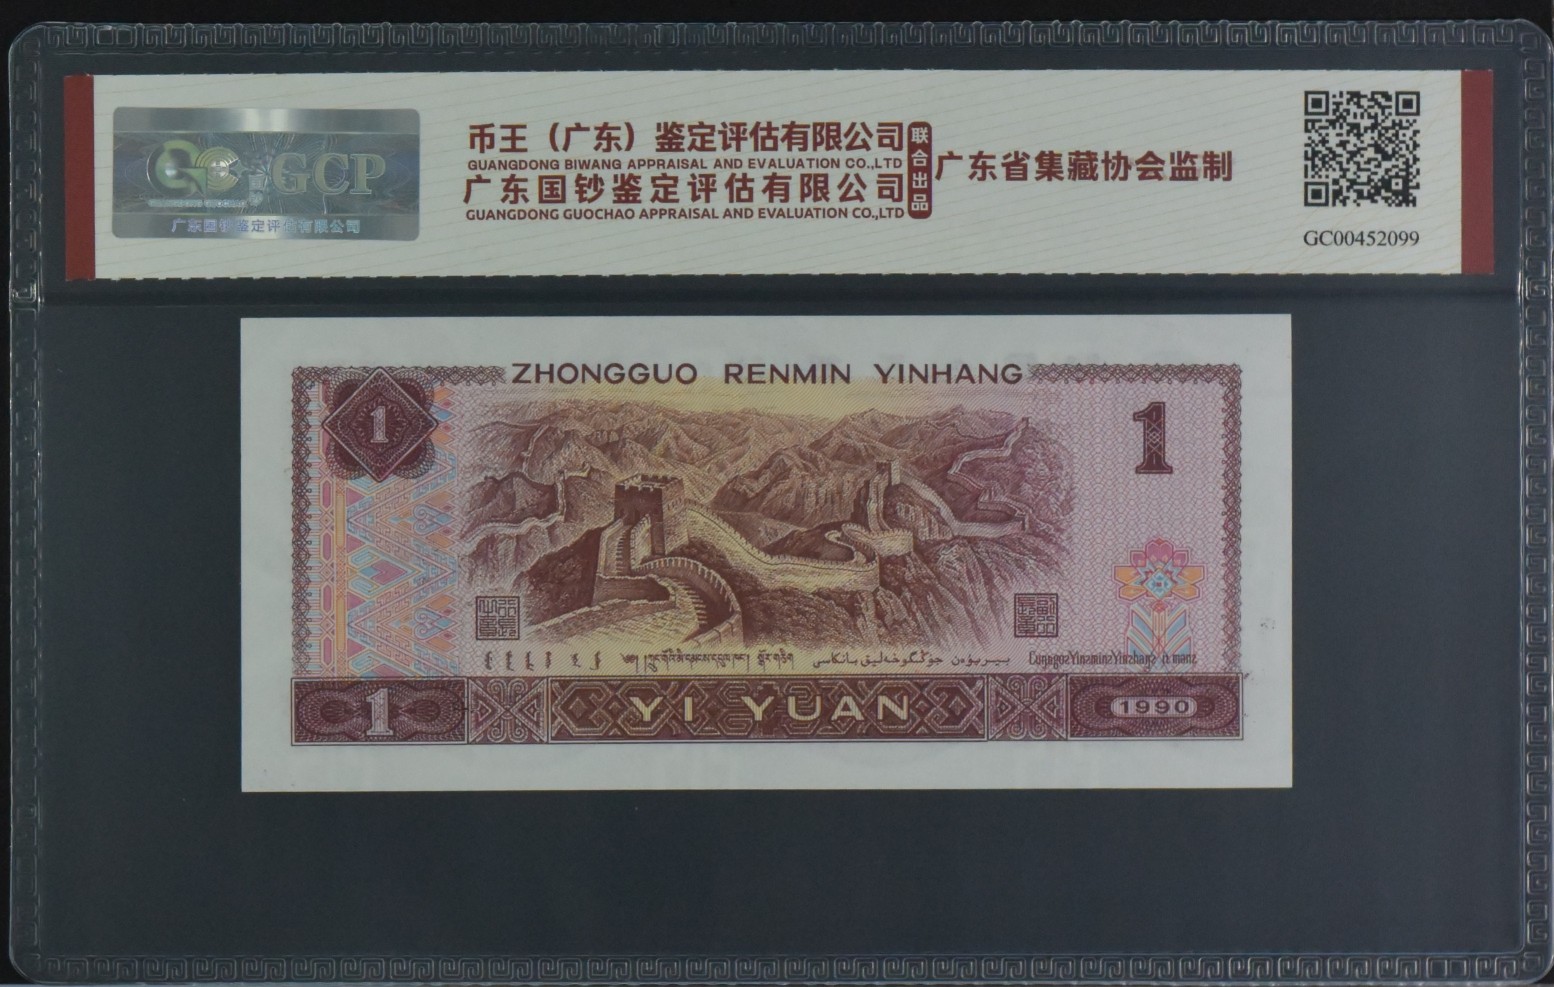 GCP
广东国钞鉴定评估有限公司
币王（广东）鉴定评估有限公司
GUANGDONG BIWANG APPRAISAL AND EVALUATION CO.,LTD
广东国钞鉴定评估有限公司
GUANGDONG GUOCHAO APPRAISAL AND EVALUATION CO.,LTD
联合出品
广东省集藏协会监制
GC00452099
ZHONGGUO RENMIN YINHANG
1
1
جۇڭگوخەلىق بانكاسى
بىريۈەن
1
YI YUAN
1990